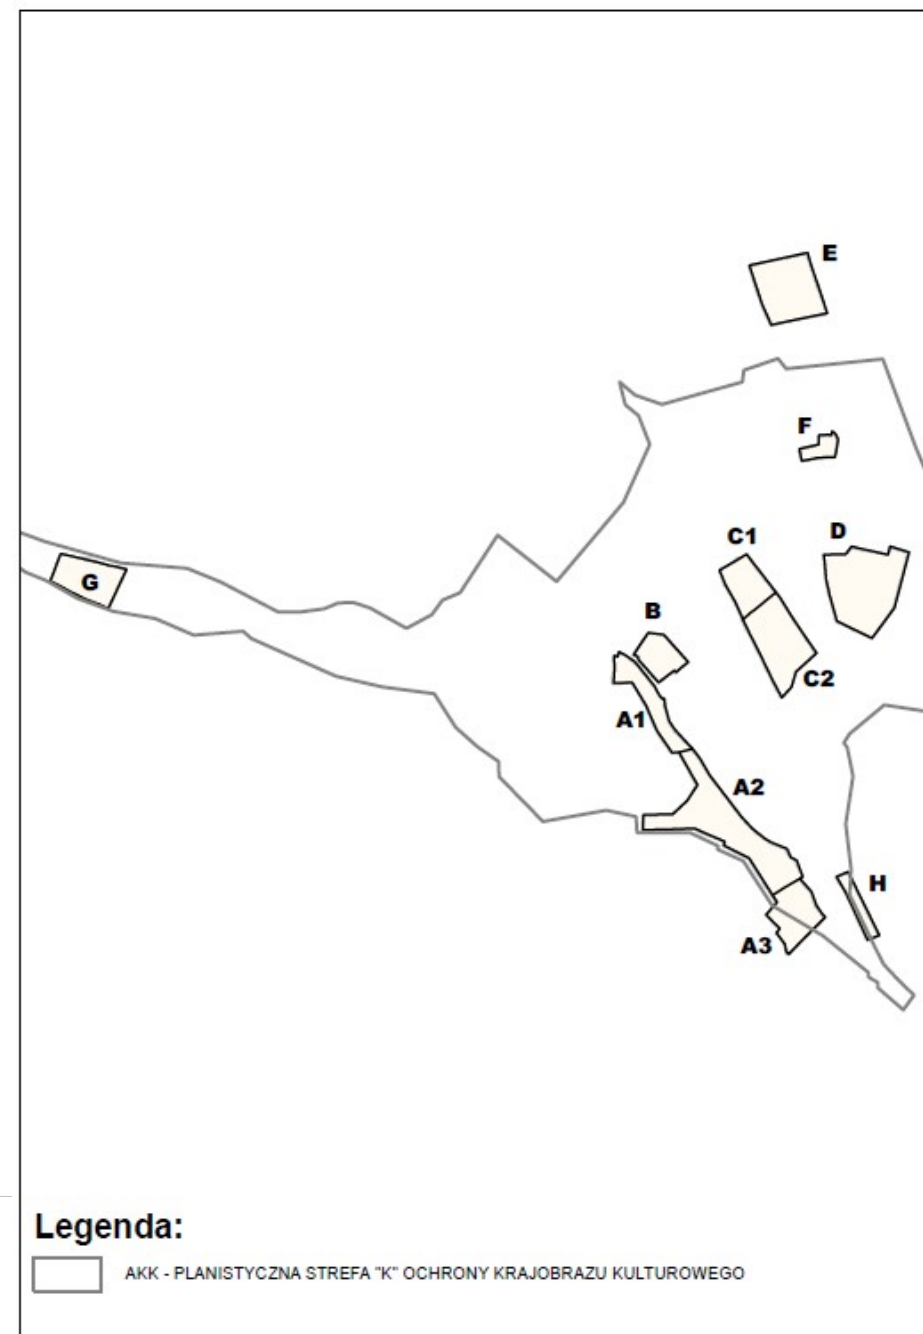 E
F
C1
D
G
B
C2
A1
A2
H
A3
Legenda:
AKK - PLANISTYCZNA STREFA "K" OCHRONY KRAJOBRAZU KULTUROWEGO